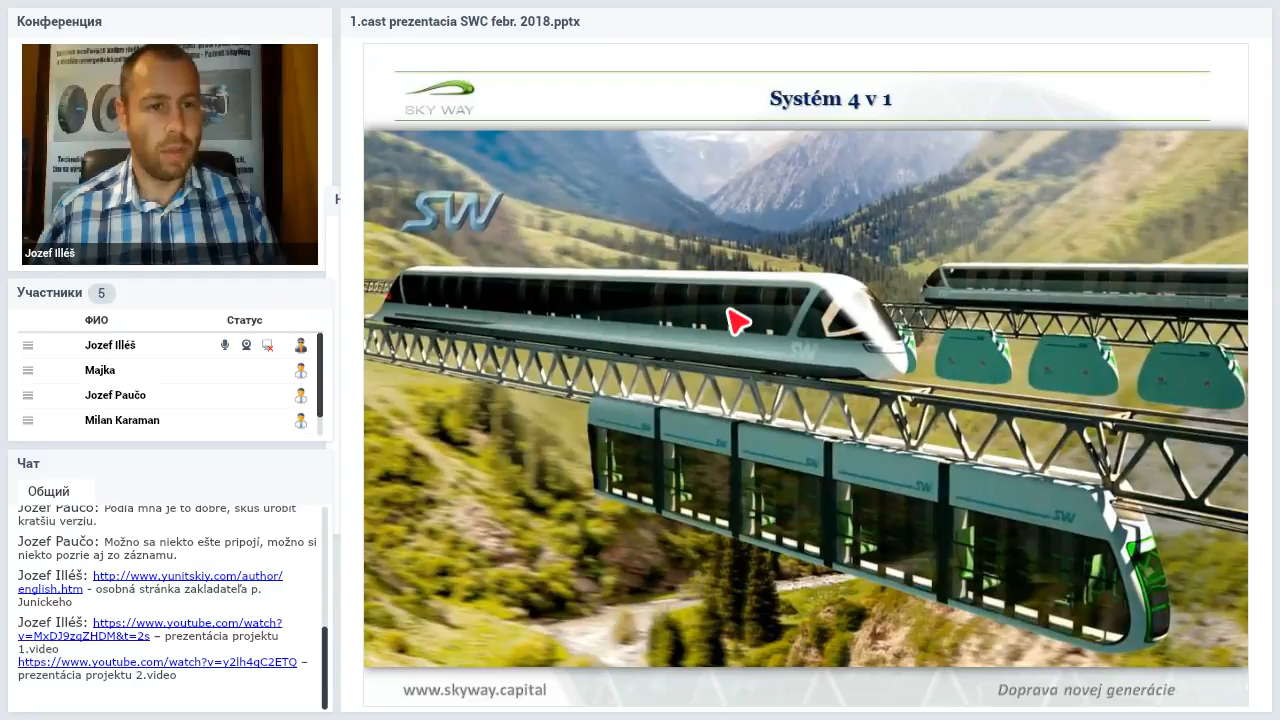 Конференция
Jozef Illéš
Участники 5
ФИО Статус
Jozef Illéš
Majka
Jozef Paučo
Milan Karaman
Чат
Общий
Jozef Paučo: Podľa mňa je to dobré, skús urobiť
kratšiu verziu.
Jozef Paučo: Možno sa niekto ešte pripojí, možno si
niekto pozrie aj zo záznamu.
Jozef Illéš: http://www.yunitskiy.com/author/
english.htm - osobná stránka zakladateľa p.
Junickeho
Jozef Illéš: https://www.youtube.com/watch?
v=MxDJ9zqZHDM&t=2s – prezentácia projektu
1.video
https://www.youtube.com/watch?v=y2lh4qC2ETQ –
prezentácia projektu 2.video
1.cast prezentacia SWC febr. 2018.pptx
SKY WAY
Systém 4 v 1
SW
SW
SW
SW
SW
SW
www.skyway.capital
Doprava novej generácie